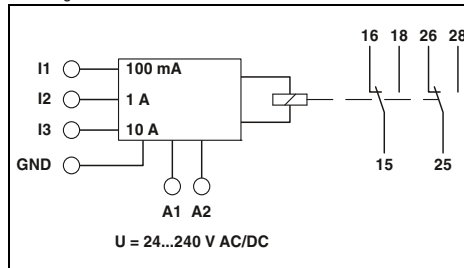 16 18 26 28
I1 100 mA
I2 1 A
I3 10 A
GND
15 25
A1 A2
U = 24...240 V AC/DC